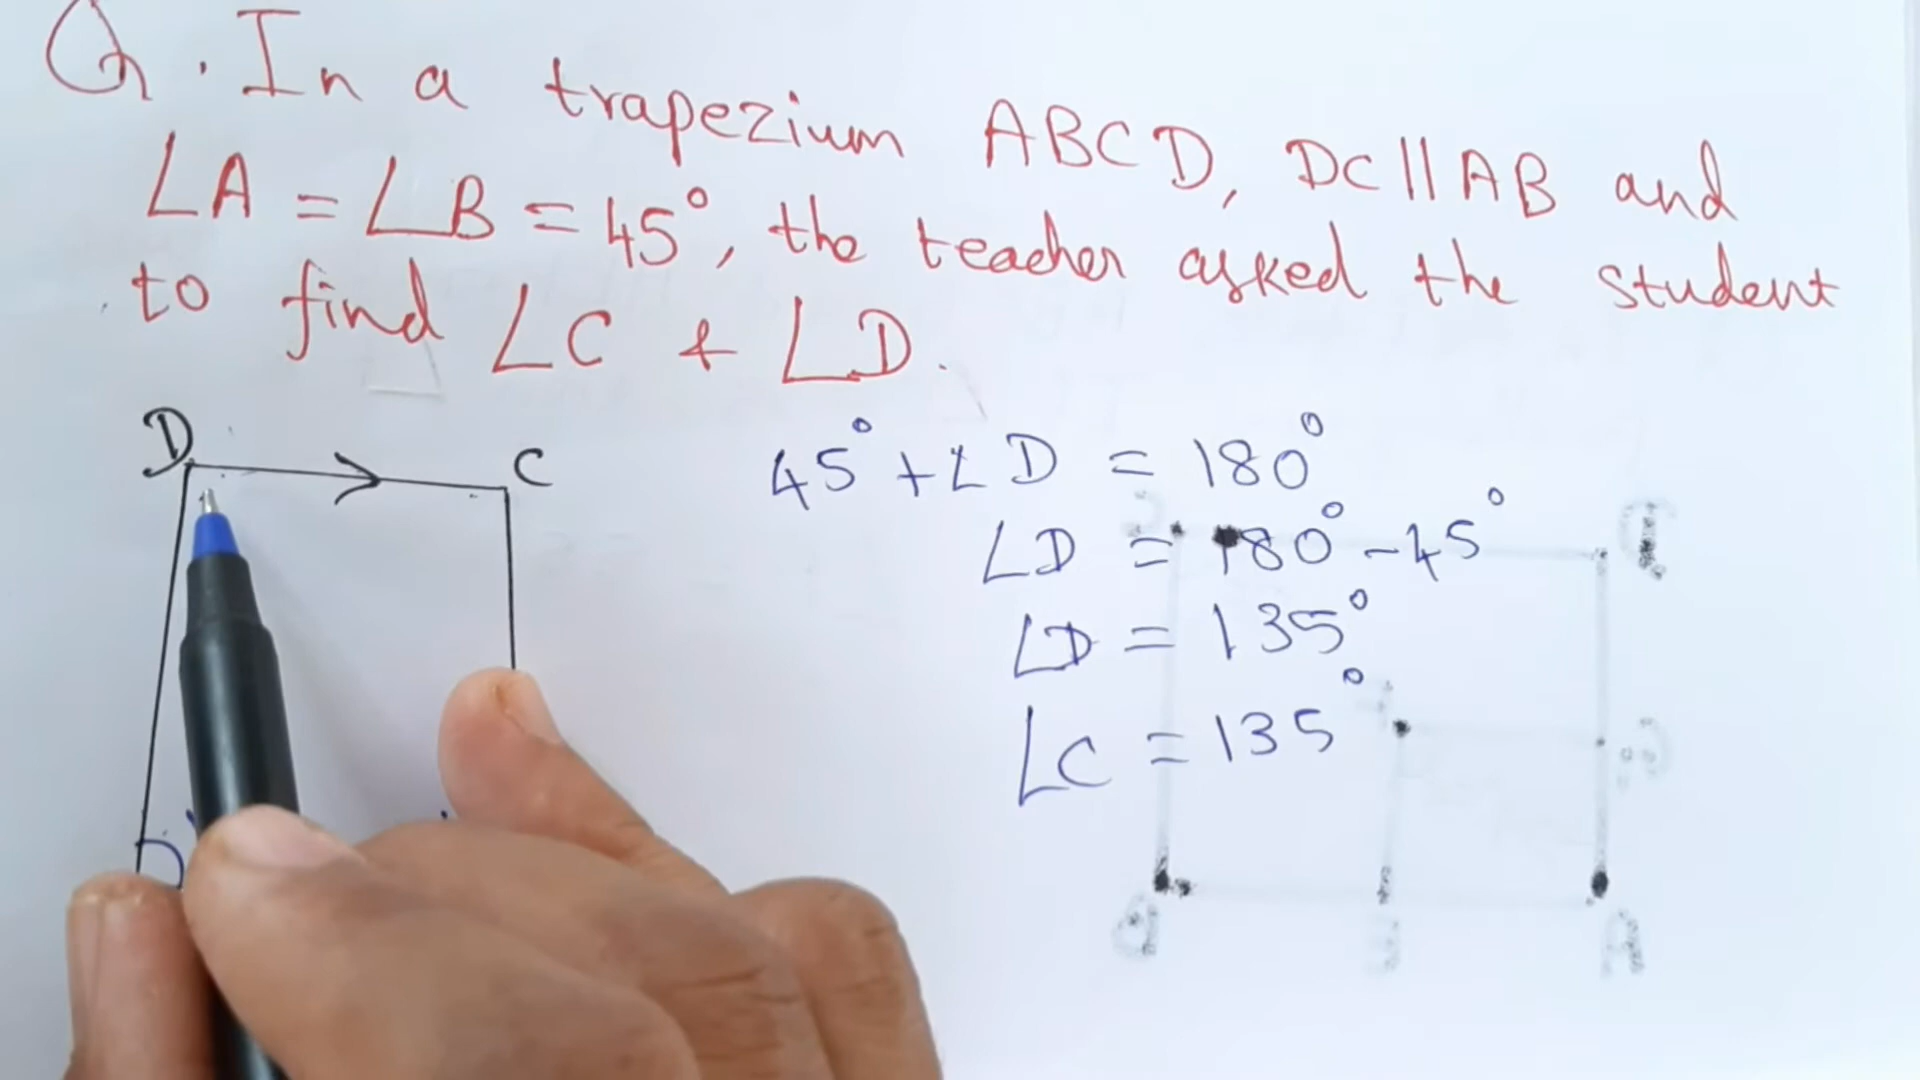 Q. In a trapezium ABCD, DC || AB and
∠A = ∠B = 45°, the teacher asked the student
to find ∠C & ∠D.
D
C
45° + ∠D = 180°
∠D = 180° - 45°
∠D = 135°
∠C = 135°